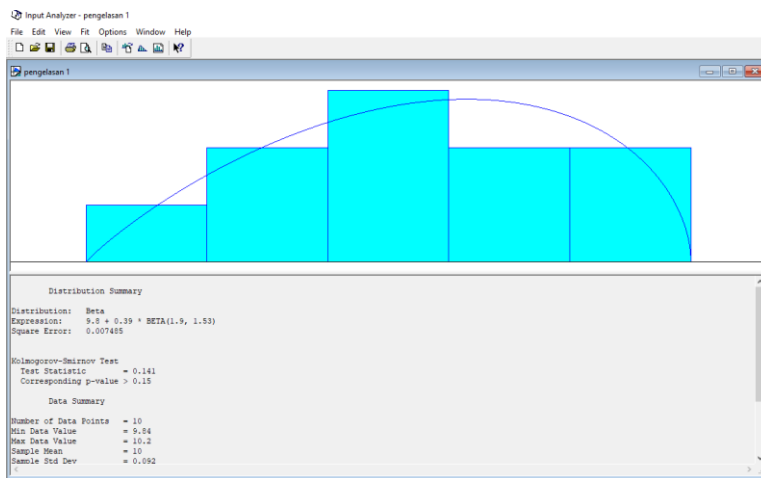 Input Analyzer - pengelasan 1
File Edit View Fit Options Window Help
pengelasan 1
Distribution Summary
Distribution: Beta
Expression: 9.8 + 0.39 * BETA(1.9, 1.53)
Square Error: 0.007485
Kolmogorov-Smirnov Test
Test Statistic = 0.141
Corresponding p-value > 0.15
Data Summary
Number of Data Points = 10
Min Data Value = 9.84
Max Data Value = 10.2
Sample Mean = 10
Sample Std Dev = 0.092